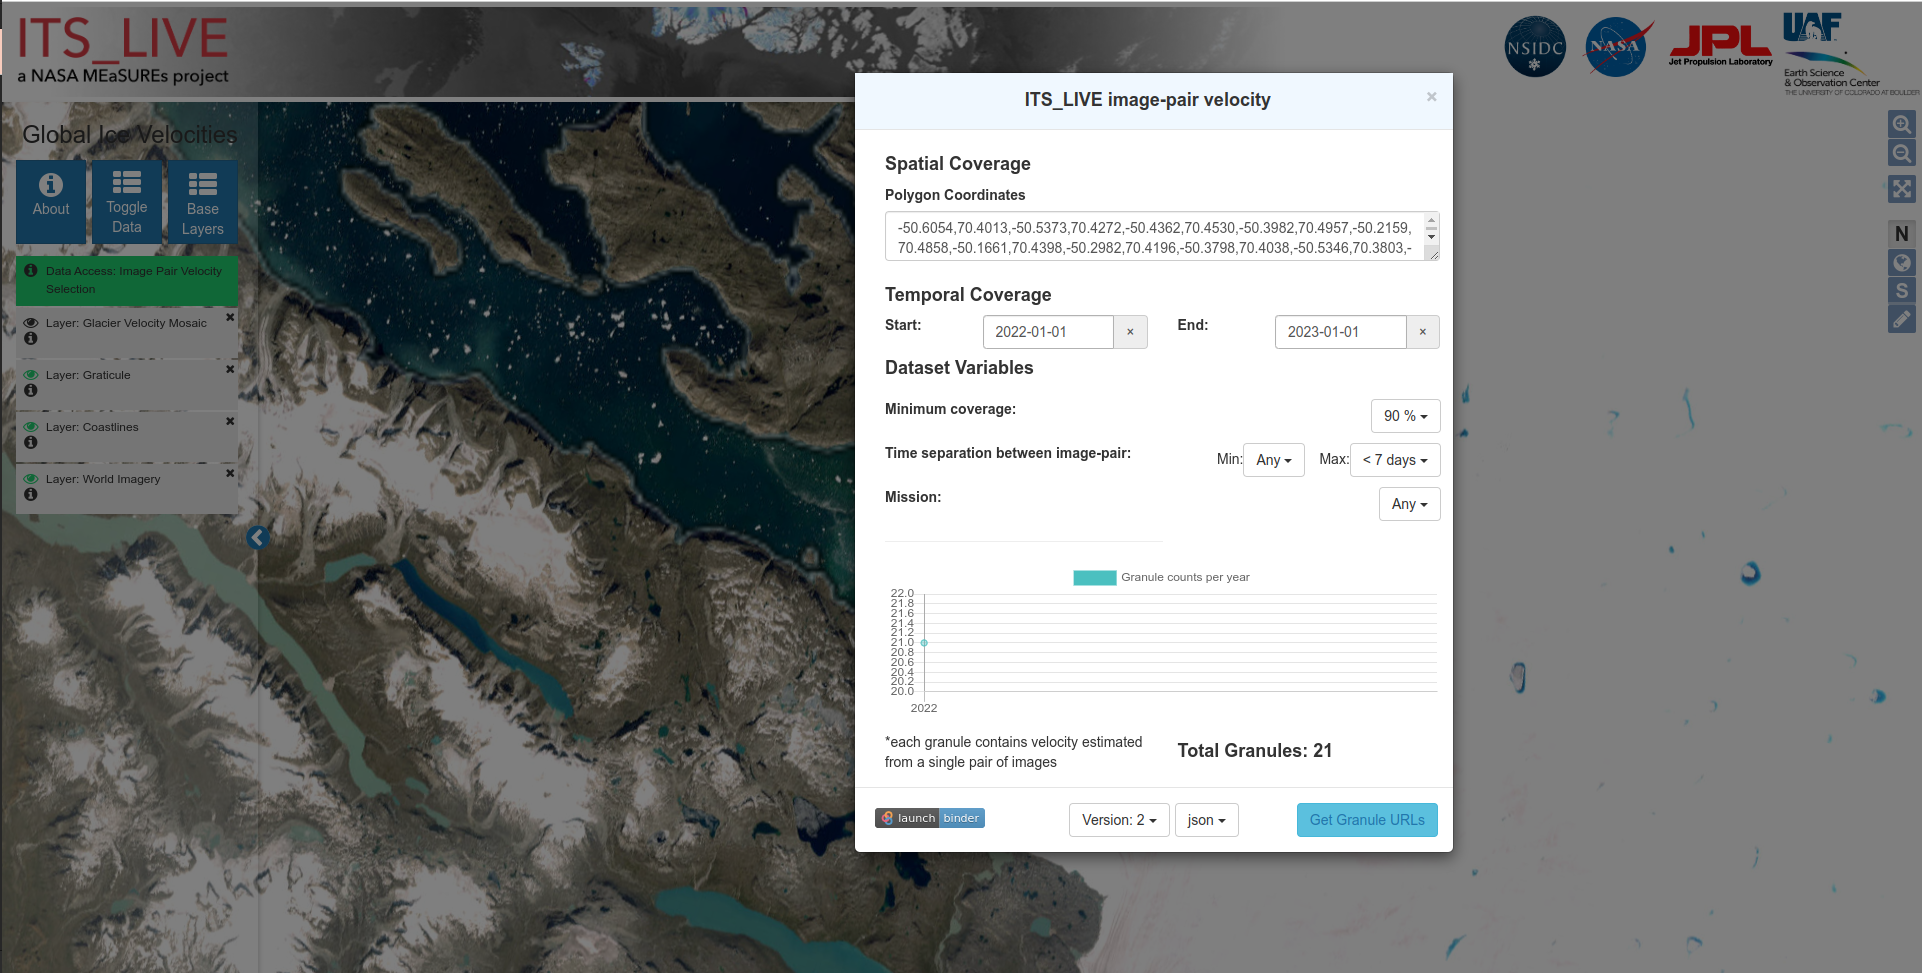 ITS_LIVE
a NASA MEaSUREs project
NSIDC
NASA
JPL
Jet Propulsion Laboratory
UAF
Earth Science
& Observation Center
THE UNIVERSITY OF COLORADO AT BOULDER
Global Ice Velocities
About
Toggle
Data
Base
Layers
Data Access: Image Pair Velocity
Selection
Layer: Glacier Velocity Mosaic
Layer: Graticule
Layer: Coastlines
Layer: World Imagery
N
S
ITS_LIVE image-pair velocity
×
Spatial Coverage
Polygon Coordinates
-50.6054,70.4013,-50.5373,70.4272,-50.4362,70.4530,-50.3982,70.4957,-50.2159,
70.4858,-50.1661,70.4398,-50.2982,70.4196,-50.3798,70.4038,-50.5346,70.3803,-
Temporal Coverage
Start: 2022-01-01 × End: 2023-01-01 ×
Dataset Variables
Minimum coverage: 90 %
Time separation between image-pair: Min: Any Max: < 7 days
Mission: Any
Granule counts per year
22.0
21.8
21.6
21.4
21.2
21.0
20.8
20.6
20.4
20.2
20.0
2022
*each granule contains velocity estimated
from a single pair of images
Total Granules: 21
launch binder
Version: 2
json
Get Granule URLs